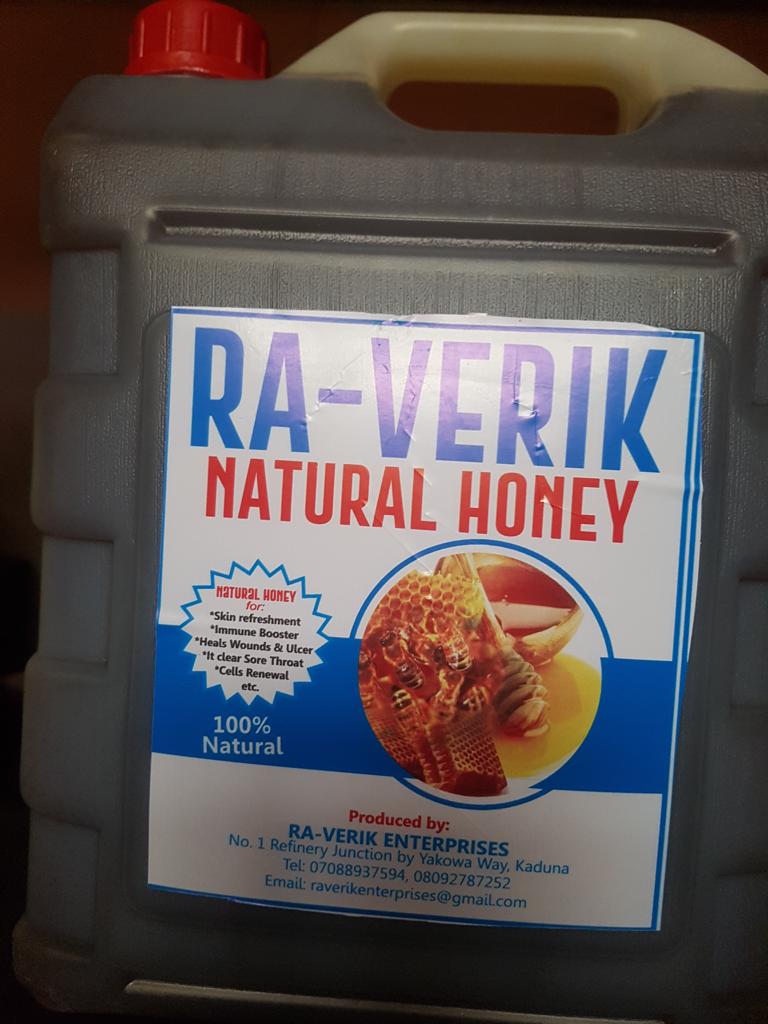 RA-VERIK
NATURAL HONEY
NATURAL HONEY
for:
*Skin refreshment
*Immune Booster
*Heals Wounds & Ulcer
*It clear Sore Throat
*Cells Renewal
etc.
100%
Natural
Produced by:
RA-VERIK ENTERPRISES
No. 1 Refinery Junction by Yakowa Way, Kaduna
Tel: 07088937594, 08092787252
Email: raverikenterprises@gmail.com